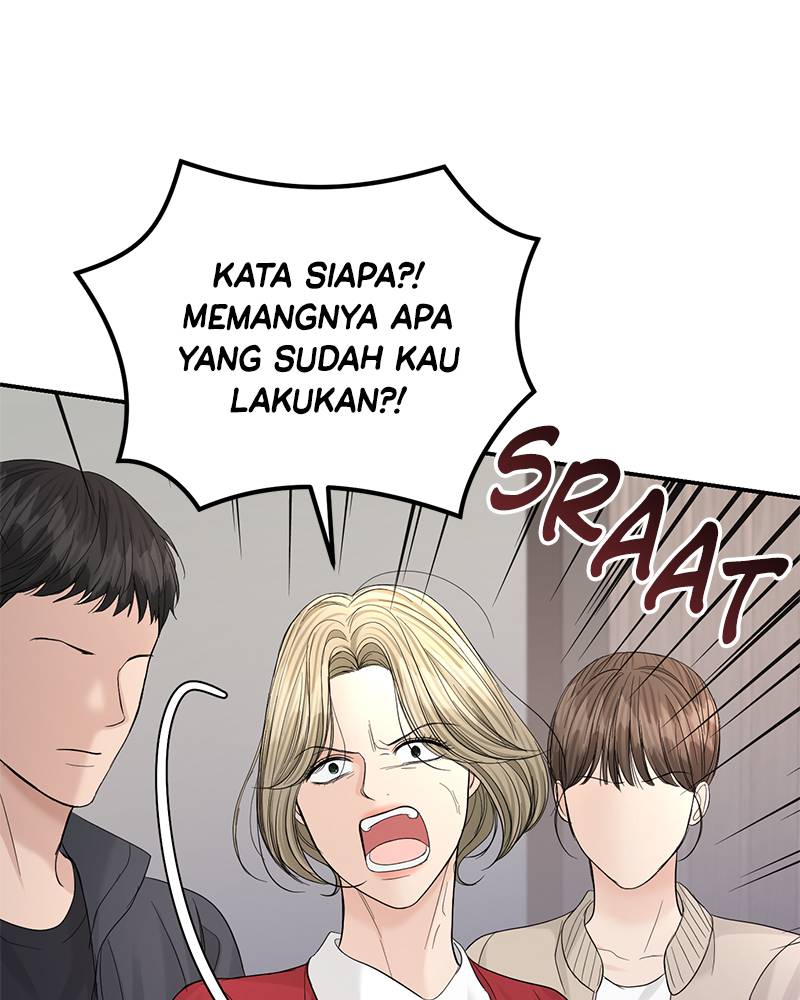 KATA SIAPA?!
MEMANGNYA APA
YANG SUDAH KAU
LAKUKAN?!
SRAAT